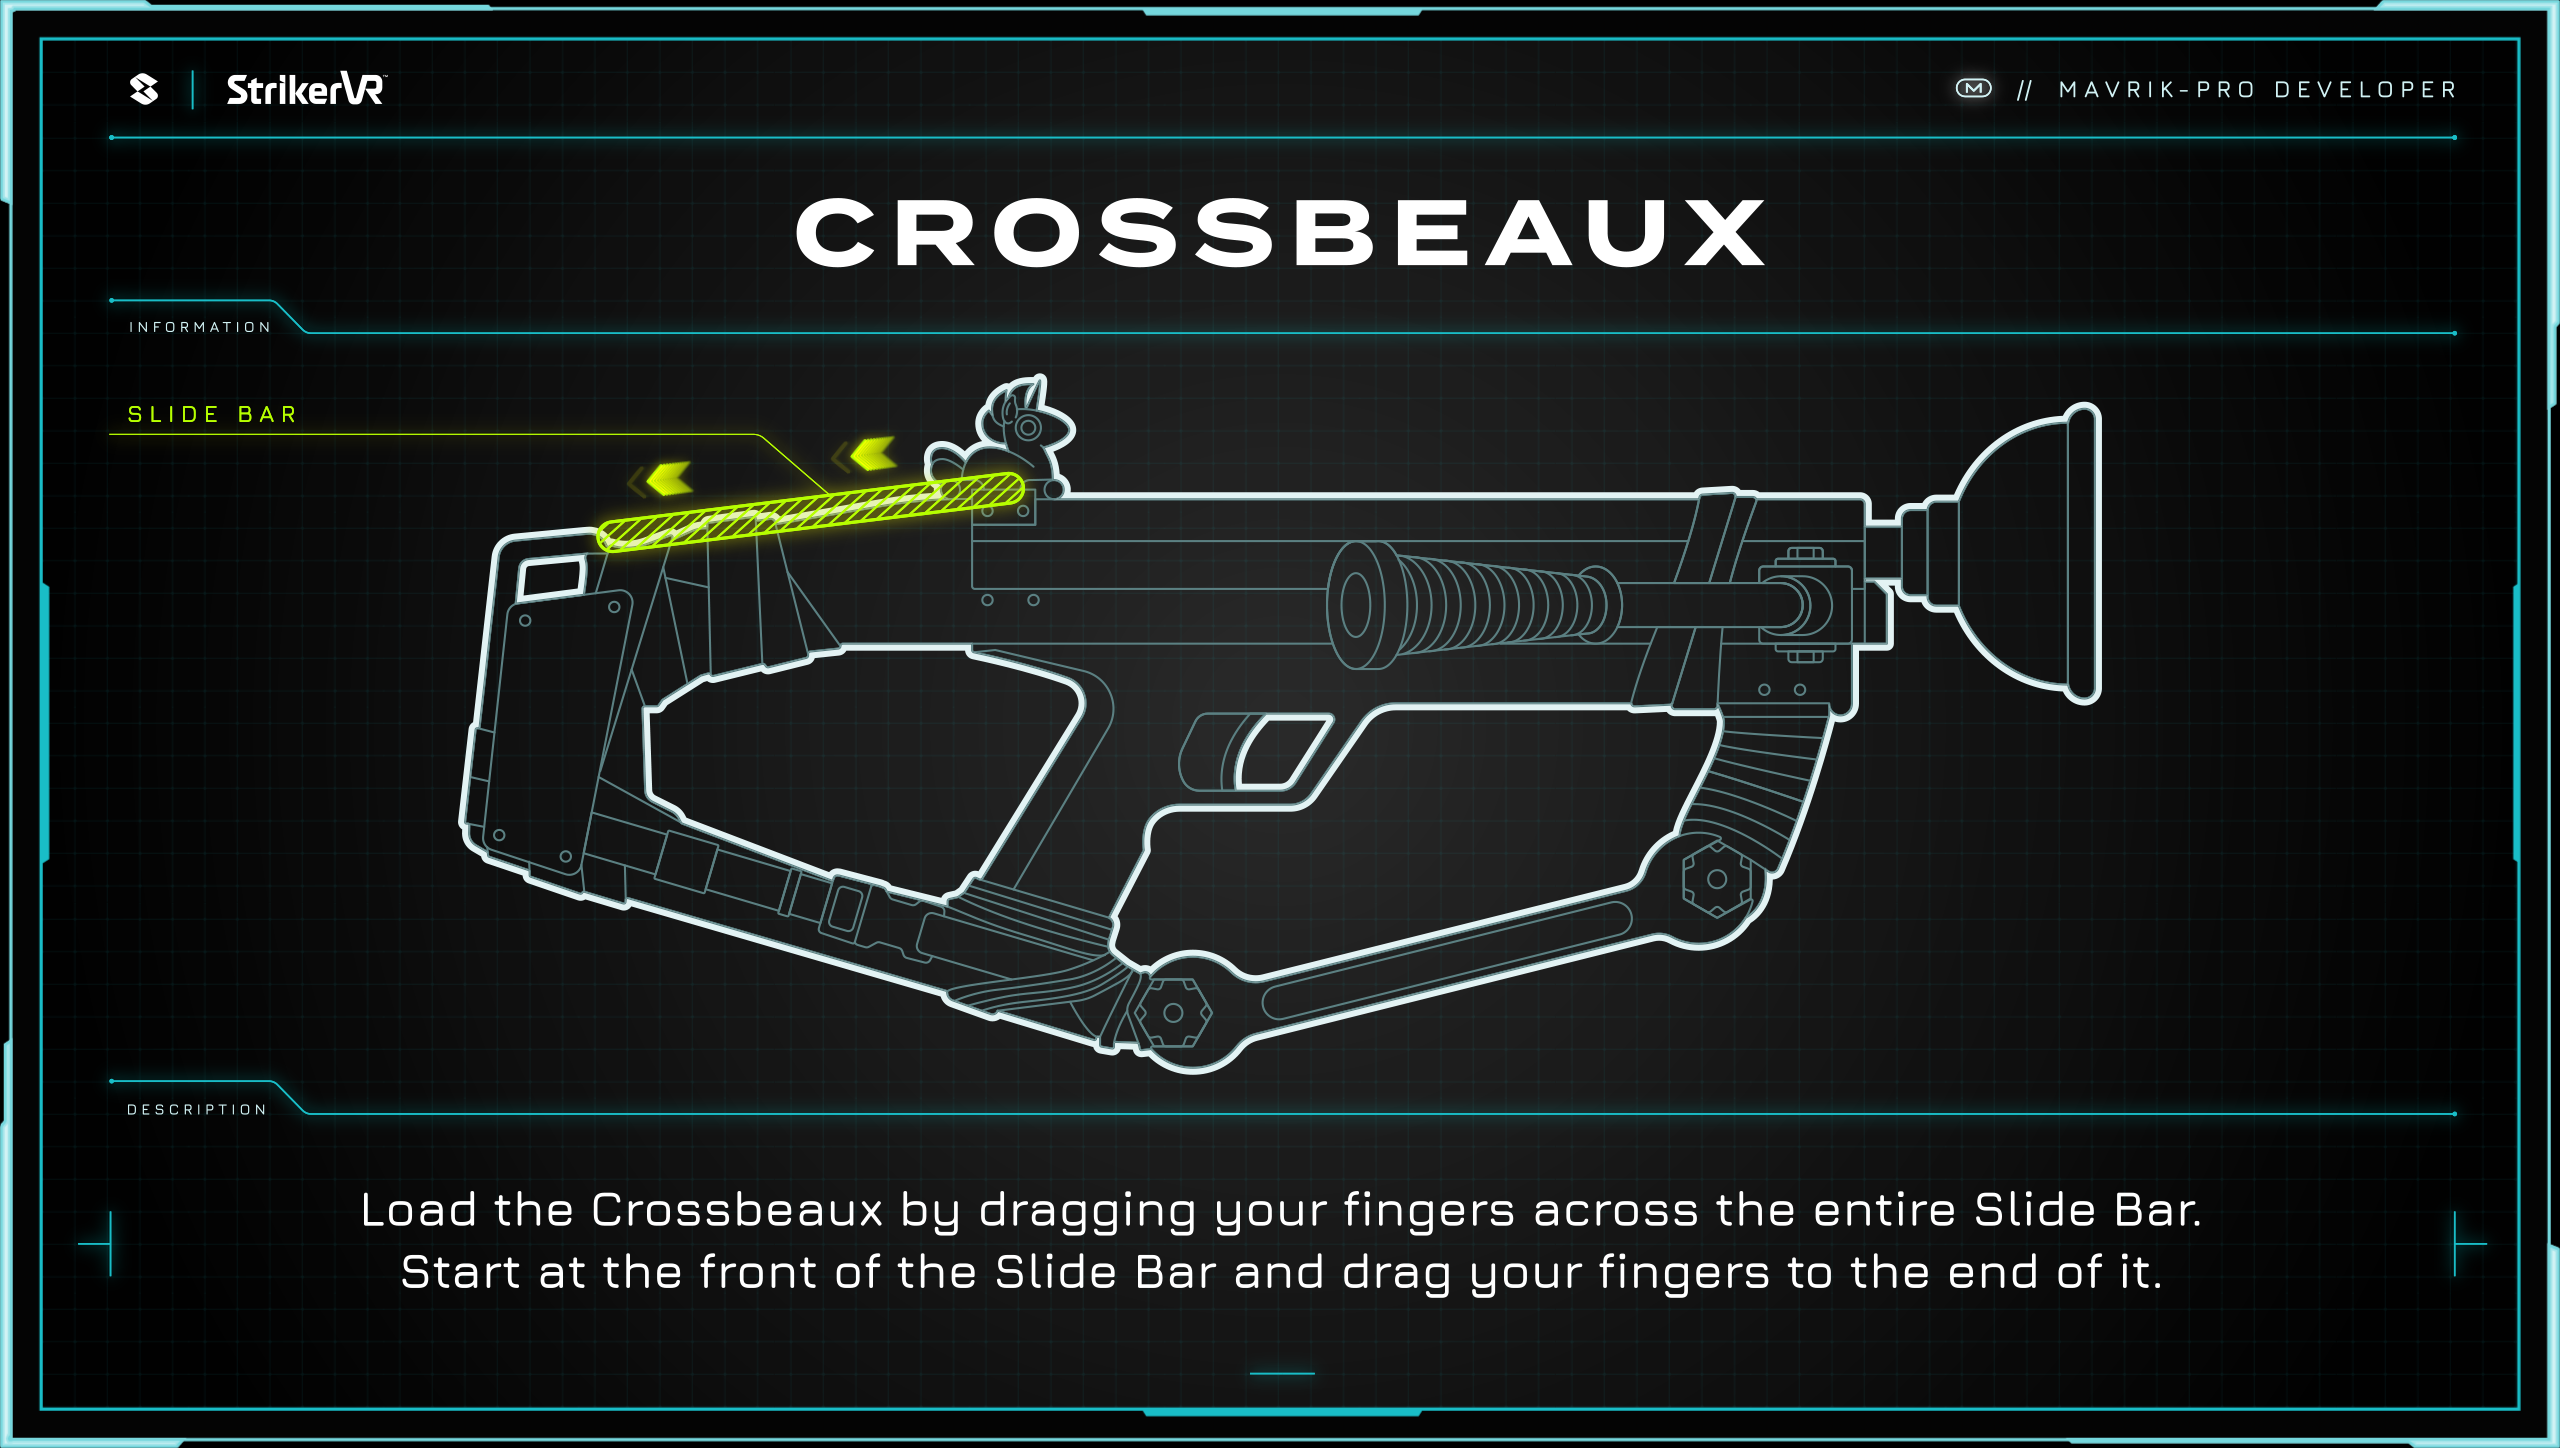 StrikerVR™
M // MAVRIK-PRO DEVELOPER
CROSSBEAUX
INFORMATION
SLIDE BAR
DESCRIPTION
Load the Crossbeaux by dragging your fingers across the entire Slide Bar.
Start at the front of the Slide Bar and drag your fingers to the end of it.